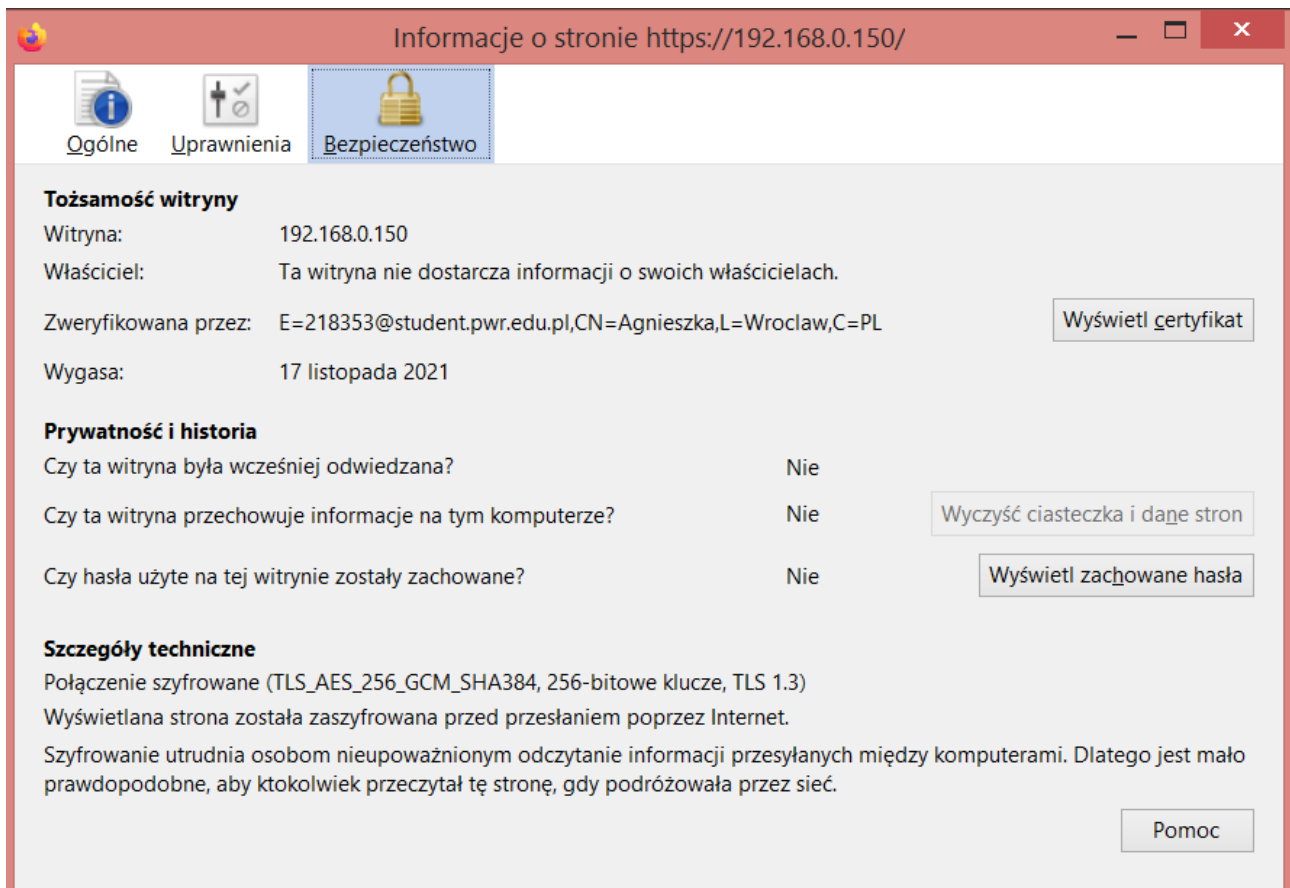 Informacje o stronie https://192.168.0.150/
Ogólne Uprawnienia Bezpieczeństwo
Tożsamość witryny
Witryna: 192.168.0.150
Właściciel: Ta witryna nie dostarcza informacji o swoich właścicielach.
Zweryfikowana przez: E=218353@student.pwr.edu.pl,CN=Agnieszka,L=Wroclaw,C=PL Wyświetl certyfikat
Wygasa: 17 listopada 2021
Prywatność i historia
Czy ta witryna była wcześniej odwiedzana? Nie
Czy ta witryna przechowuje informacje na tym komputerze? Nie Wyczyść ciasteczka i dane stron
Czy hasła użyte na tej witrynie zostały zachowane? Nie Wyświetl zachowane hasła
Szczegóły techniczne
Połączenie szyfrowane (TLS_AES_256_GCM_SHA384, 256-bitowe klucze, TLS 1.3)
Wyświetlana strona została zaszyfrowana przed przesłaniem poprzez Internet.
Szyfrowanie utrudnia osobom nieupoważnionym odczytanie informacji przesyłanych między komputerami. Dlatego jest mało
prawdopodobne, aby ktokolwiek przeczytał tę stronę, gdy podróżowała przez sieć.
Pomoc